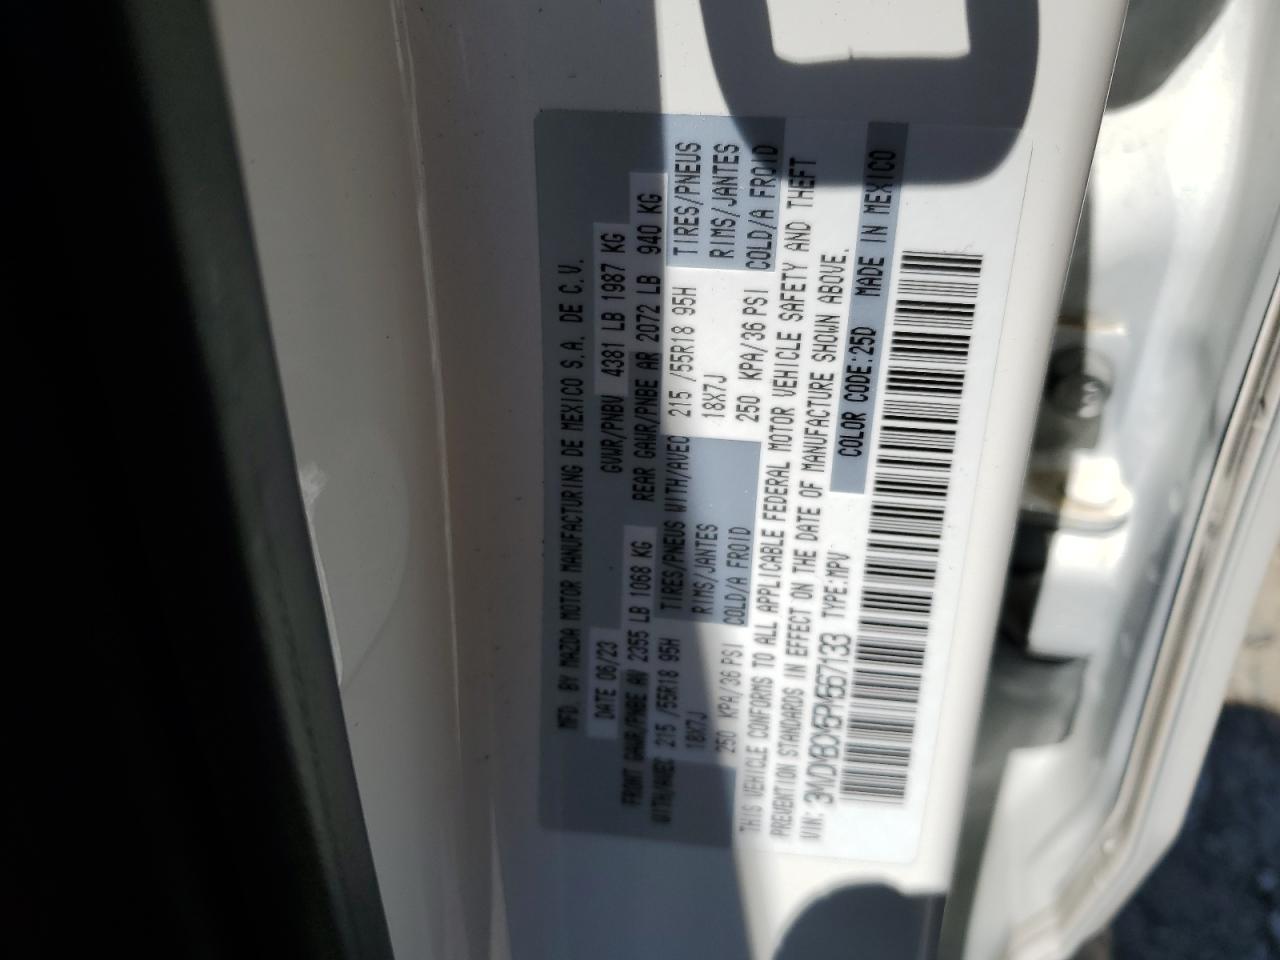 MFD. BY MAZDA MOTOR MANUFACTURING DE MEXICO S.A. DE C.V.
DATE 06/23 GVWR/PNBV 4381 LB 1987 KG
FRONT GAWR/PNBE AV 2355 LB 1068 KG REAR GAWR/PNBE AR 2072 LB 940 KG
WITH/AVEC 215 /55R18 95H TIRES/PNEUS WITH/AVEC 215 /55R18 95H TIRES/PNEUS
18X7J RIMS/JANTES 18X7J RIMS/JANTES
250 KPA/36 PSI COLD/A FROID 250 KPA/36 PSI COLD/A FROID
THIS VEHICLE CONFORMS TO ALL APPLICABLE FEDERAL MOTOR VEHICLE SAFETY AND THEFT
PREVENTION STANDARDS IN EFFECT ON THE DATE OF MANUFACTURE SHOWN ABOVE.
VIN: TYPE:MPV COLOR CODE:25D MADE IN MEXICO